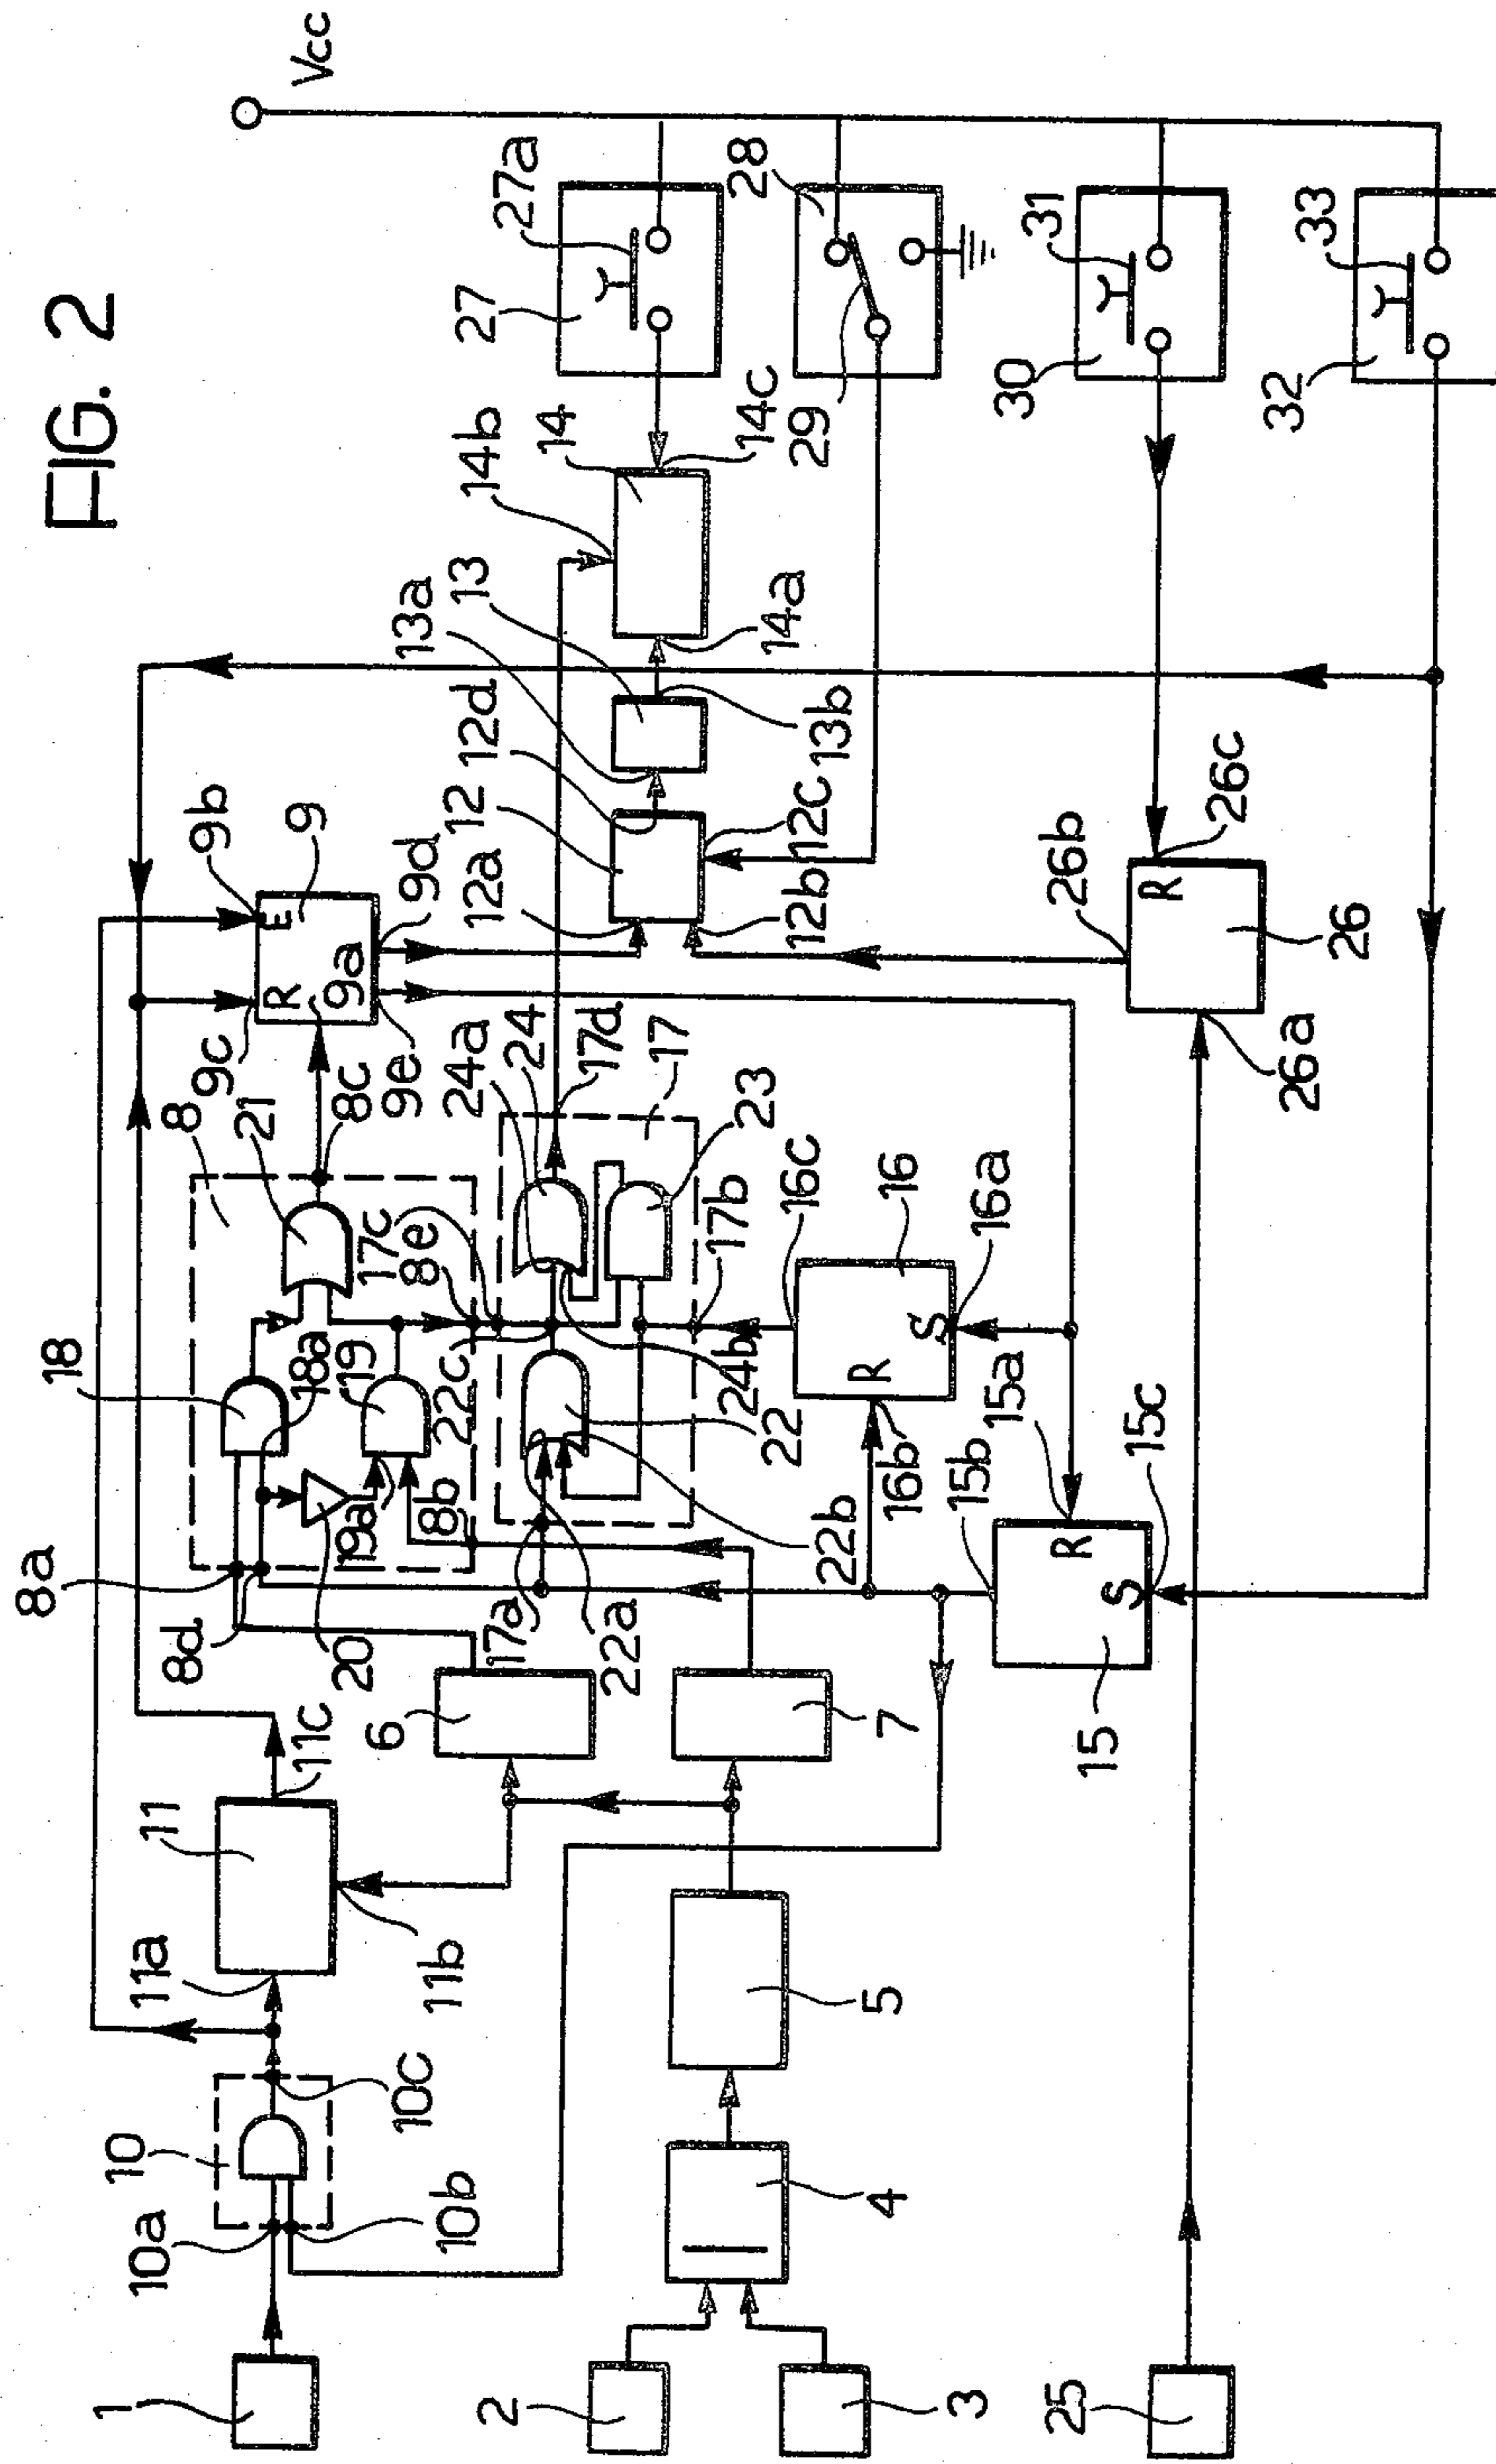 FIG. 2
Vcc
1
10a
10
10b
10c
11a
11
11b
11c
2
3
4
5
6
7
8a
8d
18
18a
20
19a
19
8b
8
21
8c
17c
8e
22c
17a
22a
22b
22
24b
24a
24
17d
17
23
17b
9c
R
9a
9e
9b
E
9
9d
12a
12
12d
12b
12c
13a
13
13b
14b
14
14a
14c
27
27a
28
29
30
31
32
33
16c
16
R
S
16a
16b
15b
15a
R
S
15c
15
26b
R
26c
26
26a
25